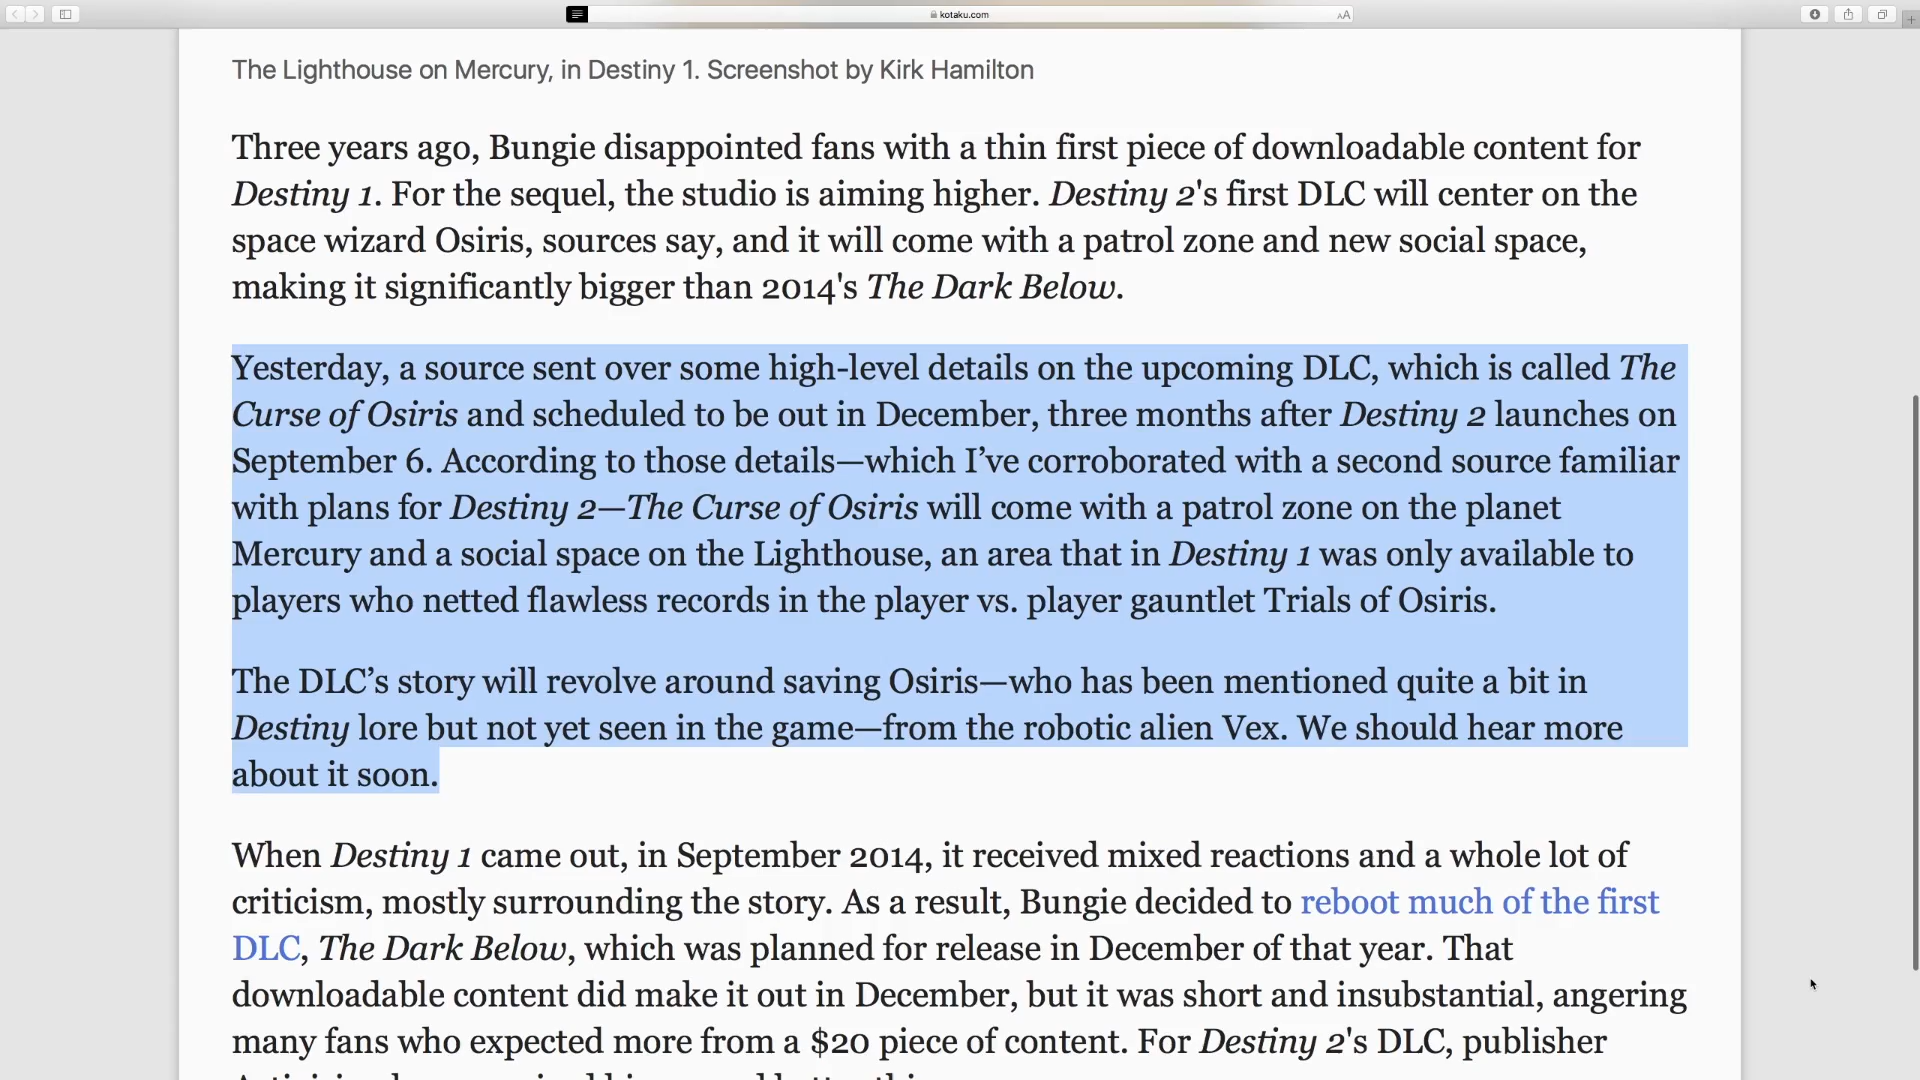 kotaku.com
AA
The Lighthouse on Mercury, in Destiny 1. Screenshot by Kirk Hamilton
Three years ago, Bungie disappointed fans with a thin first piece of downloadable content for
Destiny 1. For the sequel, the studio is aiming higher. Destiny 2's first DLC will center on the
space wizard Osiris, sources say, and it will come with a patrol zone and new social space,
making it significantly bigger than 2014's The Dark Below.
Yesterday, a source sent over some high-level details on the upcoming DLC, which is called The
Curse of Osiris and scheduled to be out in December, three months after Destiny 2 launches on
September 6. According to those details—which I’ve corroborated with a second source familiar
with plans for Destiny 2—The Curse of Osiris will come with a patrol zone on the planet
Mercury and a social space on the Lighthouse, an area that in Destiny 1 was only available to
players who netted flawless records in the player vs. player gauntlet Trials of Osiris.
The DLC’s story will revolve around saving Osiris—who has been mentioned quite a bit in
Destiny lore but not yet seen in the game—from the robotic alien Vex. We should hear more
about it soon.
When Destiny 1 came out, in September 2014, it received mixed reactions and a whole lot of
criticism, mostly surrounding the story. As a result, Bungie decided to reboot much of the first
DLC, The Dark Below, which was planned for release in December of that year. That
downloadable content did make it out in December, but it was short and insubstantial, angering
many fans who expected more from a $20 piece of content. For Destiny 2's DLC, publisher